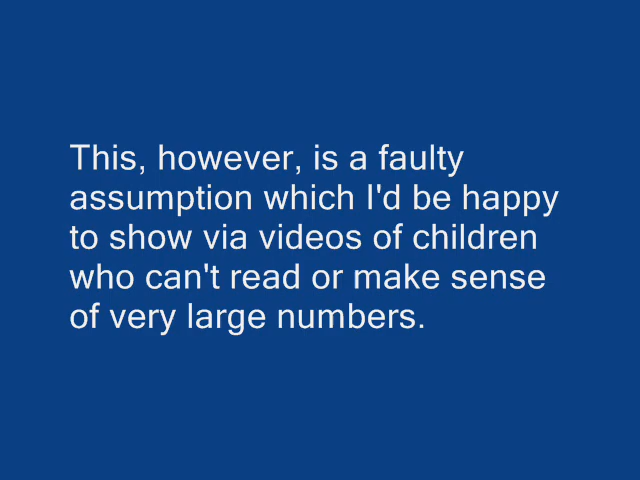 This, however, is a faulty
assumption which I'd be happy
to show via videos of children
who can't read or make sense
of very large numbers.